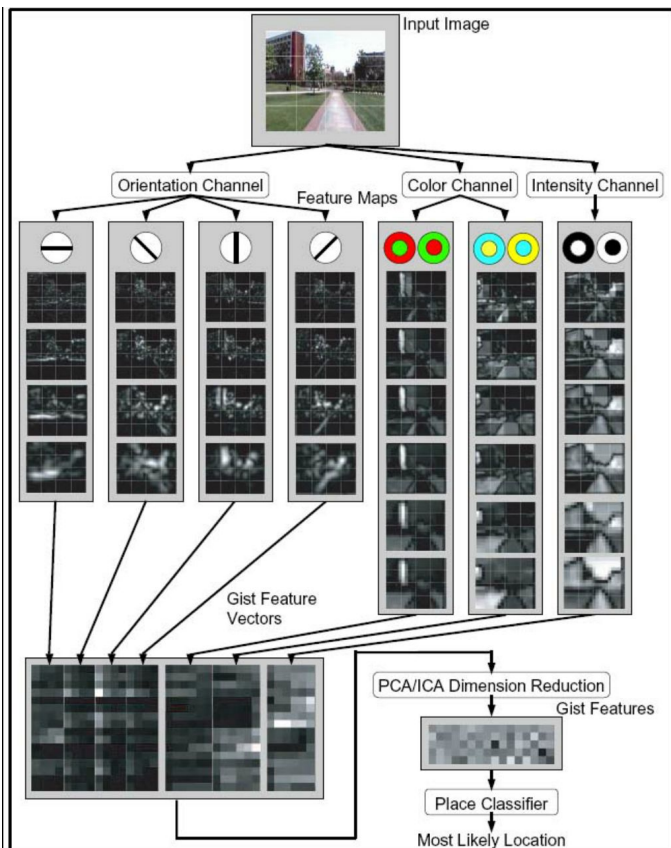 Input Image
Orientation Channel
Color Channel
Intensity Channel
Feature Maps
Gist Feature
Vectors
PCA/ICA Dimension Reduction
Gist Features
Place Classifier
Most Likely Location